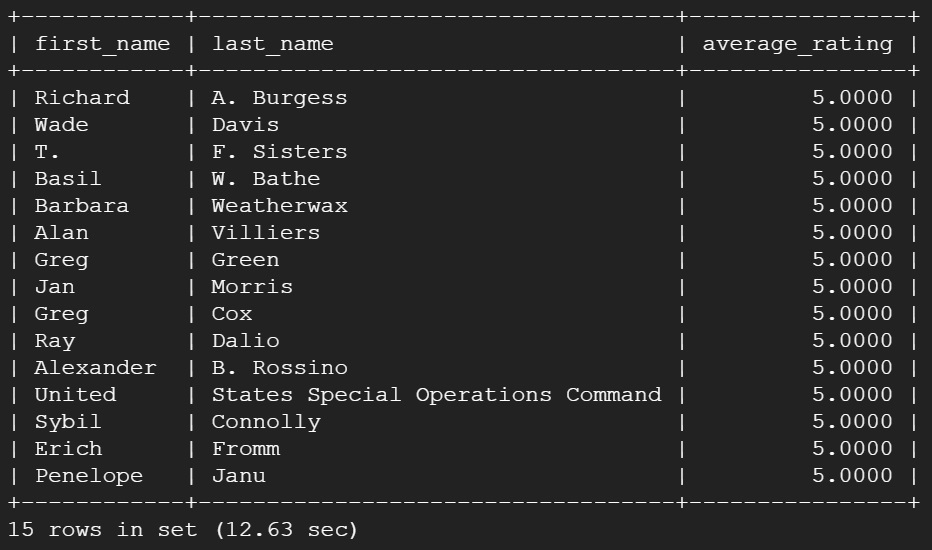 +------------+-----------------------------------+----------------+
| first_name | last_name                         | average_rating |
+------------+-----------------------------------+----------------+
| Richard    | A. Burgess                        |         5.0000 |
| Wade       | Davis                             |         5.0000 |
| T.         | F. Sisters                        |         5.0000 |
| Basil      | W. Bathe                          |         5.0000 |
| Barbara    | Weatherwax                        |         5.0000 |
| Alan       | Villiers                          |         5.0000 |
| Greg       | Green                             |         5.0000 |
| Jan        | Morris                            |         5.0000 |
| Greg       | Cox                               |         5.0000 |
| Ray        | Dalio                             |         5.0000 |
| Alexander  | B. Rossino                        |         5.0000 |
| United     | States Special Operations Command |         5.0000 |
| Sybil      | Connolly                          |         5.0000 |
| Erich      | Fromm                             |         5.0000 |
| Penelope   | Janu                              |         5.0000 |
+------------+-----------------------------------+----------------+
15 rows in set (12.63 sec)